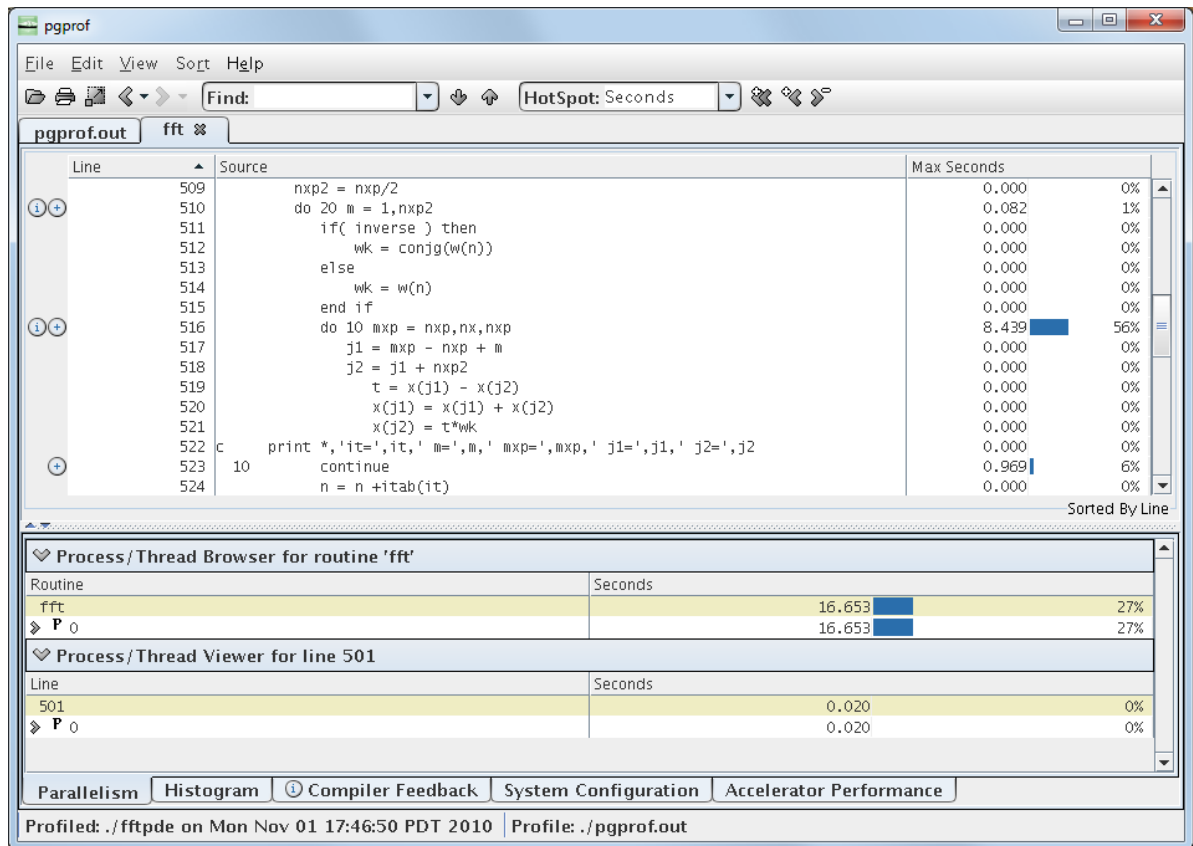 pgprof
File Edit View Sort Help
Find: HotSpot: Seconds
pgprof.out fft
Line Source Max Seconds
509 nxp2 = nxp/2 0.000 0%
510 do 20 m = 1,nxp2 0.082 1%
511 if( inverse ) then 0.000 0%
512 wk = conjg(w(n)) 0.000 0%
513 else 0.000 0%
514 wk = w(n) 0.000 0%
515 end if 0.000 0%
516 do 10 mxp = nxp,nx,nxp 8.439 56%
517 j1 = mxp - nxp + m 0.000 0%
518 j2 = j1 + nxp2 0.000 0%
519 t = x(j1) - x(j2) 0.000 0%
520 x(j1) = x(j1) + x(j2) 0.000 0%
521 x(j2) = t*wk 0.000 0%
522 c print *,'it=',it,' m=',m,' mxp=',mxp,' j1=',j1,' j2=',j2 0.000 0%
523 10 continue 0.969 6%
524 n = n +itab(it) 0.000 0%
Sorted By Line
Process/Thread Browser for routine 'fft'
Routine Seconds
fft 16.653 27%
P 0 16.653 27%
Process/Thread Viewer for line 501
Line Seconds
501 0.020 0%
P 0 0.020 0%
Parallelism Histogram Compiler Feedback System Configuration Accelerator Performance
Profiled: ./fftpde on Mon Nov 01 17:46:50 PDT 2010 Profile: ./pgprof.out